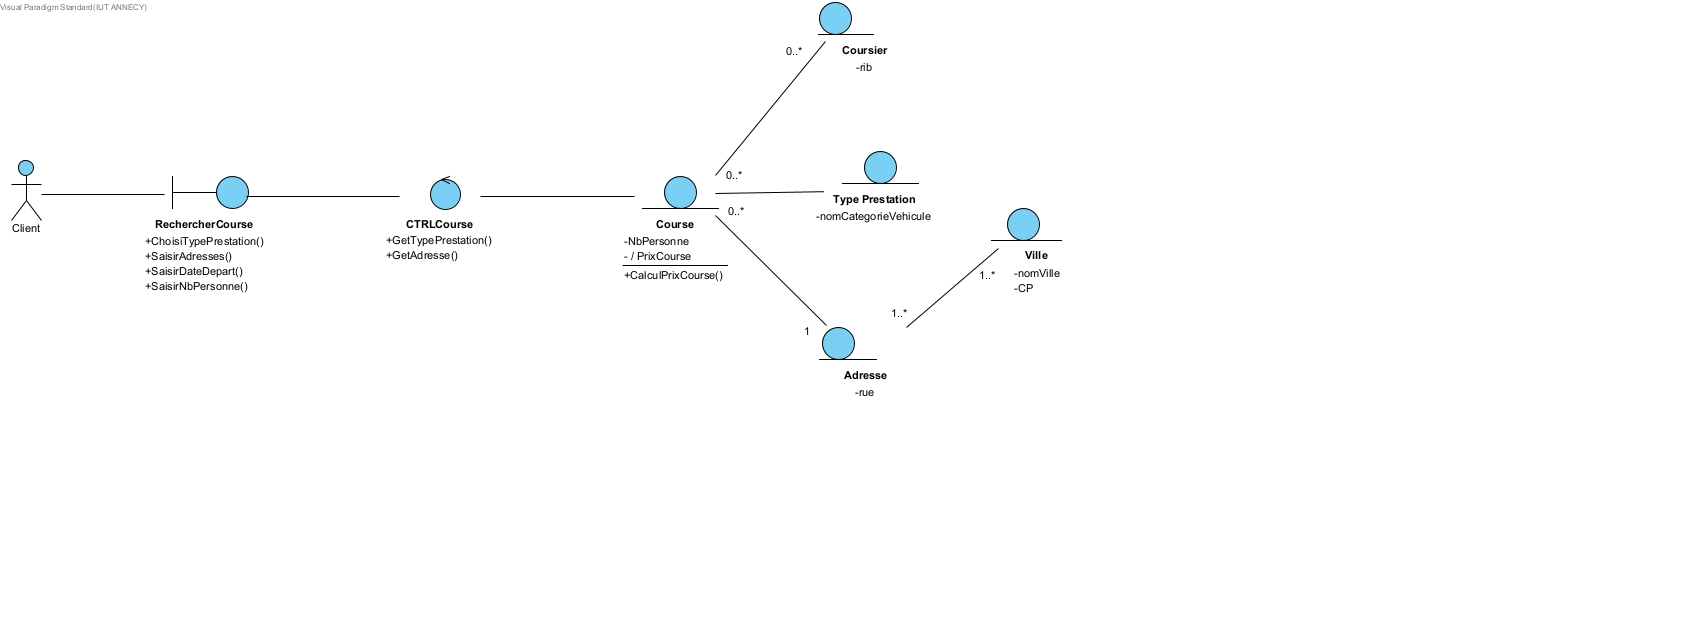 Visual Paradigm Standard(IUT ANNECY)
0..*
Coursier
-rib
0..*
Type Prestation
-nomCategorieVehicule
Client
RechercherCourse
+ChoisiTypePrestation()
+SaisirAdresses()
+SaisirDateDepart()
+SaisirNbPersonne()
CTRLCourse
+GetTypePrestation()
+GetAdresse()
0..*
Course
-NbPersonne
- / PrixCourse
+CalculPrixCourse()
Ville
-nomVille
-CP
1..*
1..*
1
Adresse
-rue